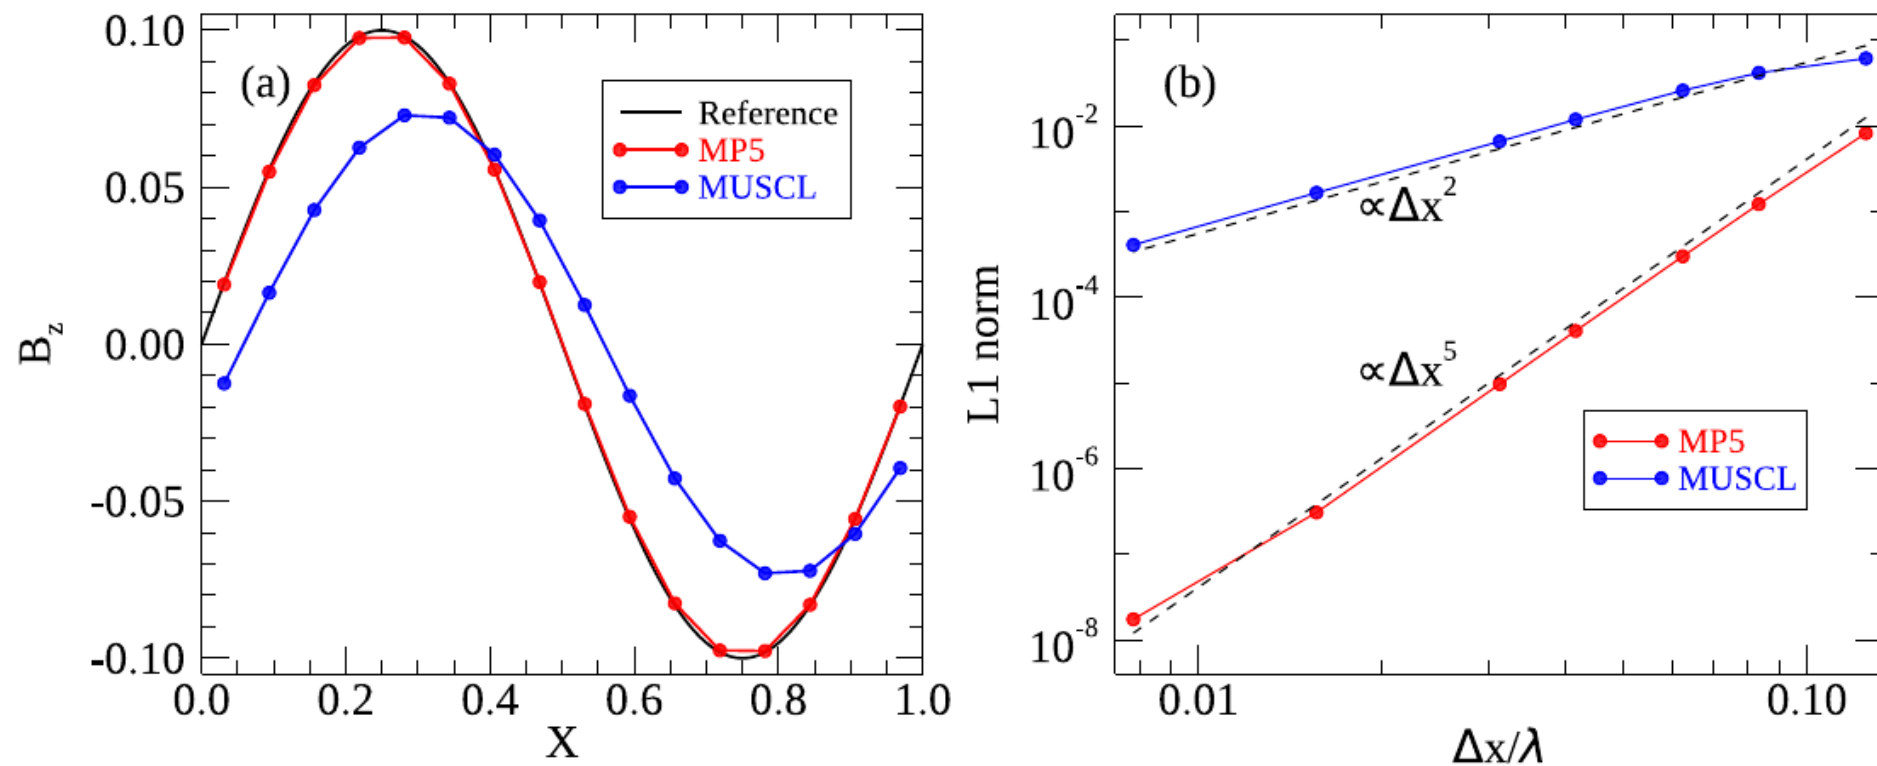 (a)
Reference
MP5
MUSCL
0.10
0.05
0.00
-0.05
-0.10
B_z
0.0 0.2 0.4 0.6 0.8 1.0
X
(b)
∝Δx^2
∝Δx^5
MP5
MUSCL
10^-2
10^-4
10^-6
10^-8
L1 norm
0.01 0.10
Δx/λ